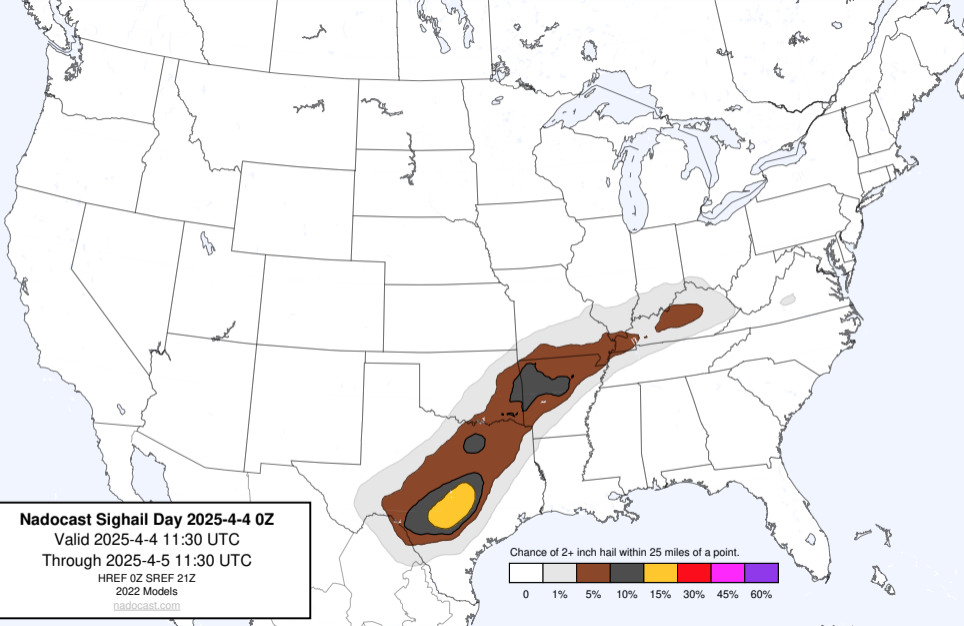 Nadocast Sighail Day 2025-4-4 0Z
Valid 2025-4-4 11:30 UTC
Through 2025-4-5 11:30 UTC
HREF 0Z SREF 21Z
2022 Models
nadocast.com
Chance of 2+ inch hail within 25 miles of a point.
0 1% 5% 10% 15% 30% 45% 60%